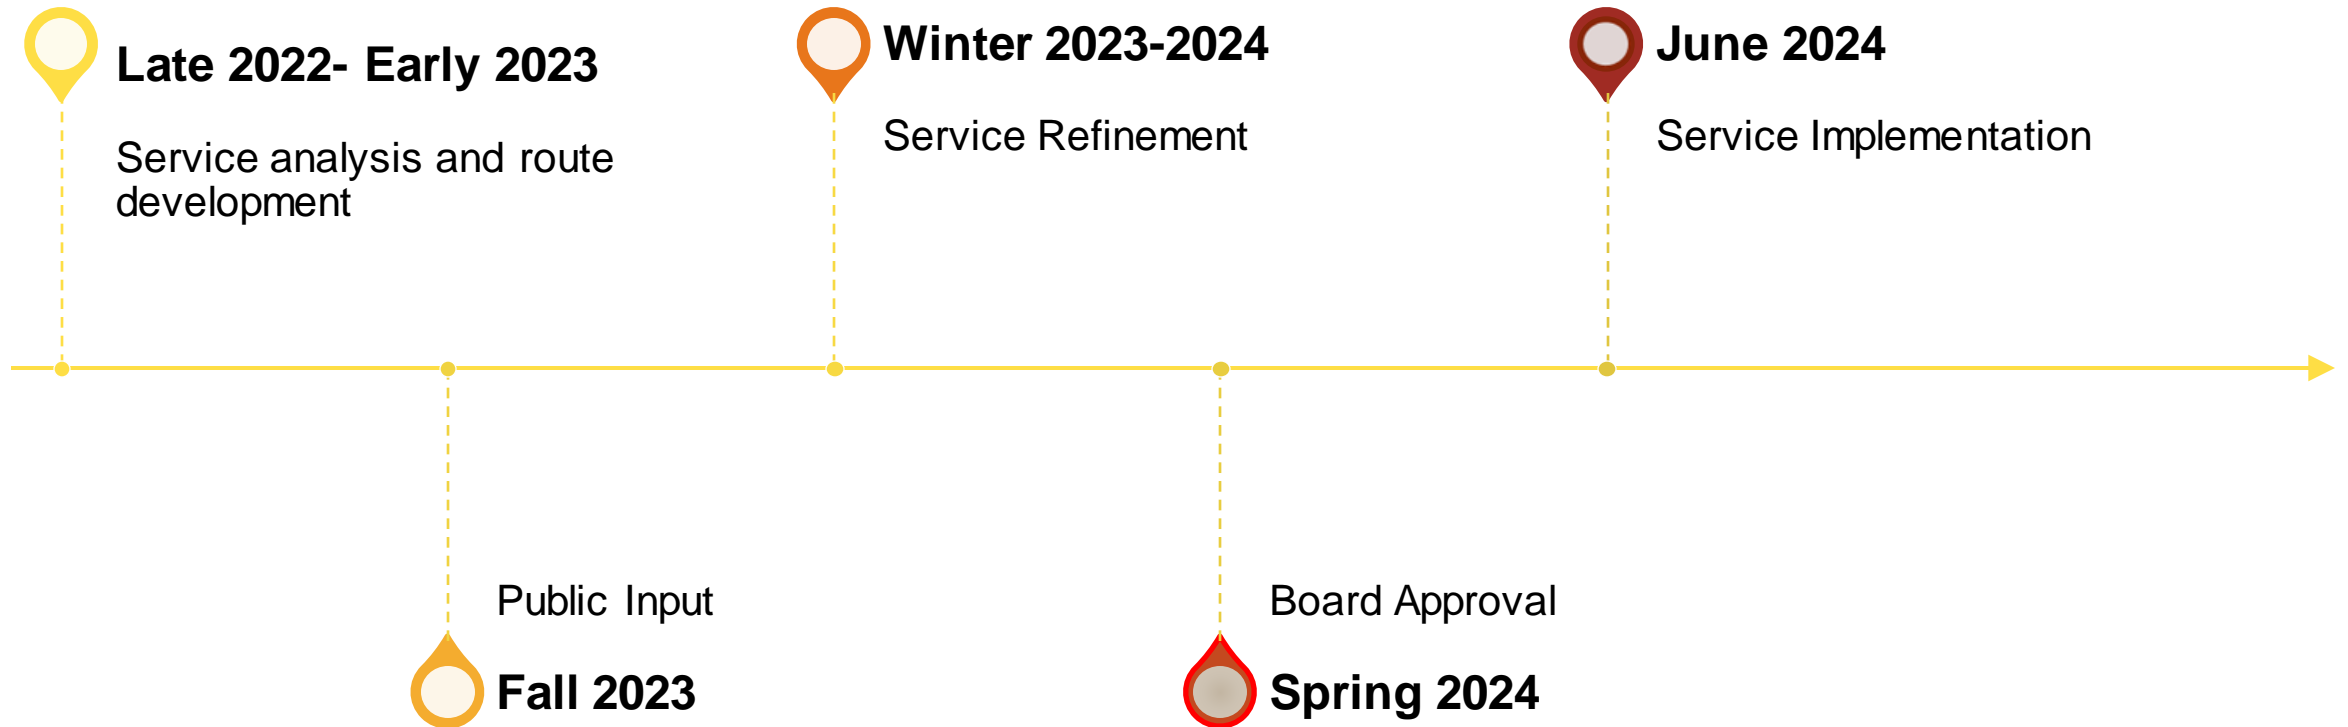 Late 2022- Early 2023
Service analysis and route
development
Public Input
Fall 2023
Winter 2023-2024
Service Refinement
Board Approval
Spring 2024
June 2024
Service Implementation